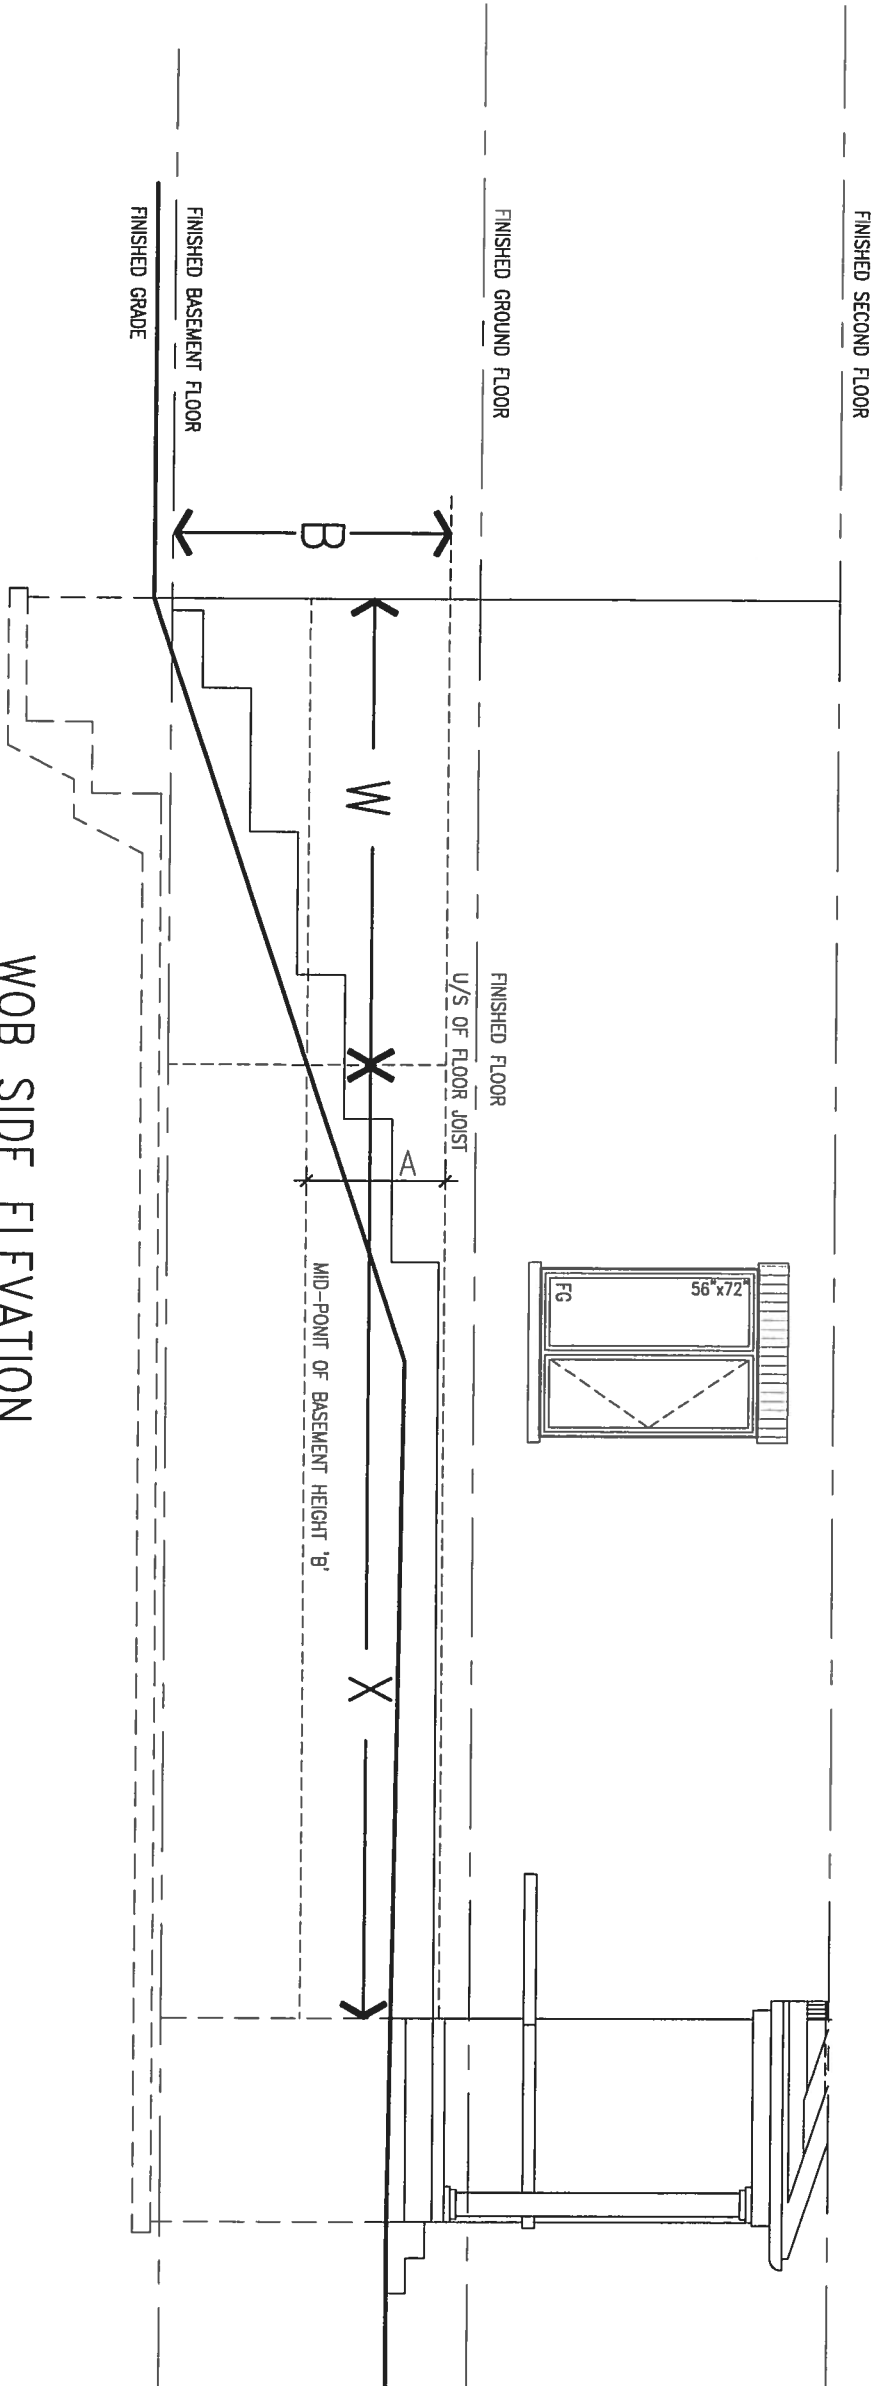 FINISHED SECOND FLOOR
FINISHED GROUND FLOOR
FINISHED BASEMENT FLOOR
FINISHED GRADE
B
W
FINISHED FLOOR
U/S OF FLOOR JOIST
A
56"x72"
FG
MID-PONIT OF BASEMENT HEIGHT 'B'
X
WOB SIDE ELEVATION